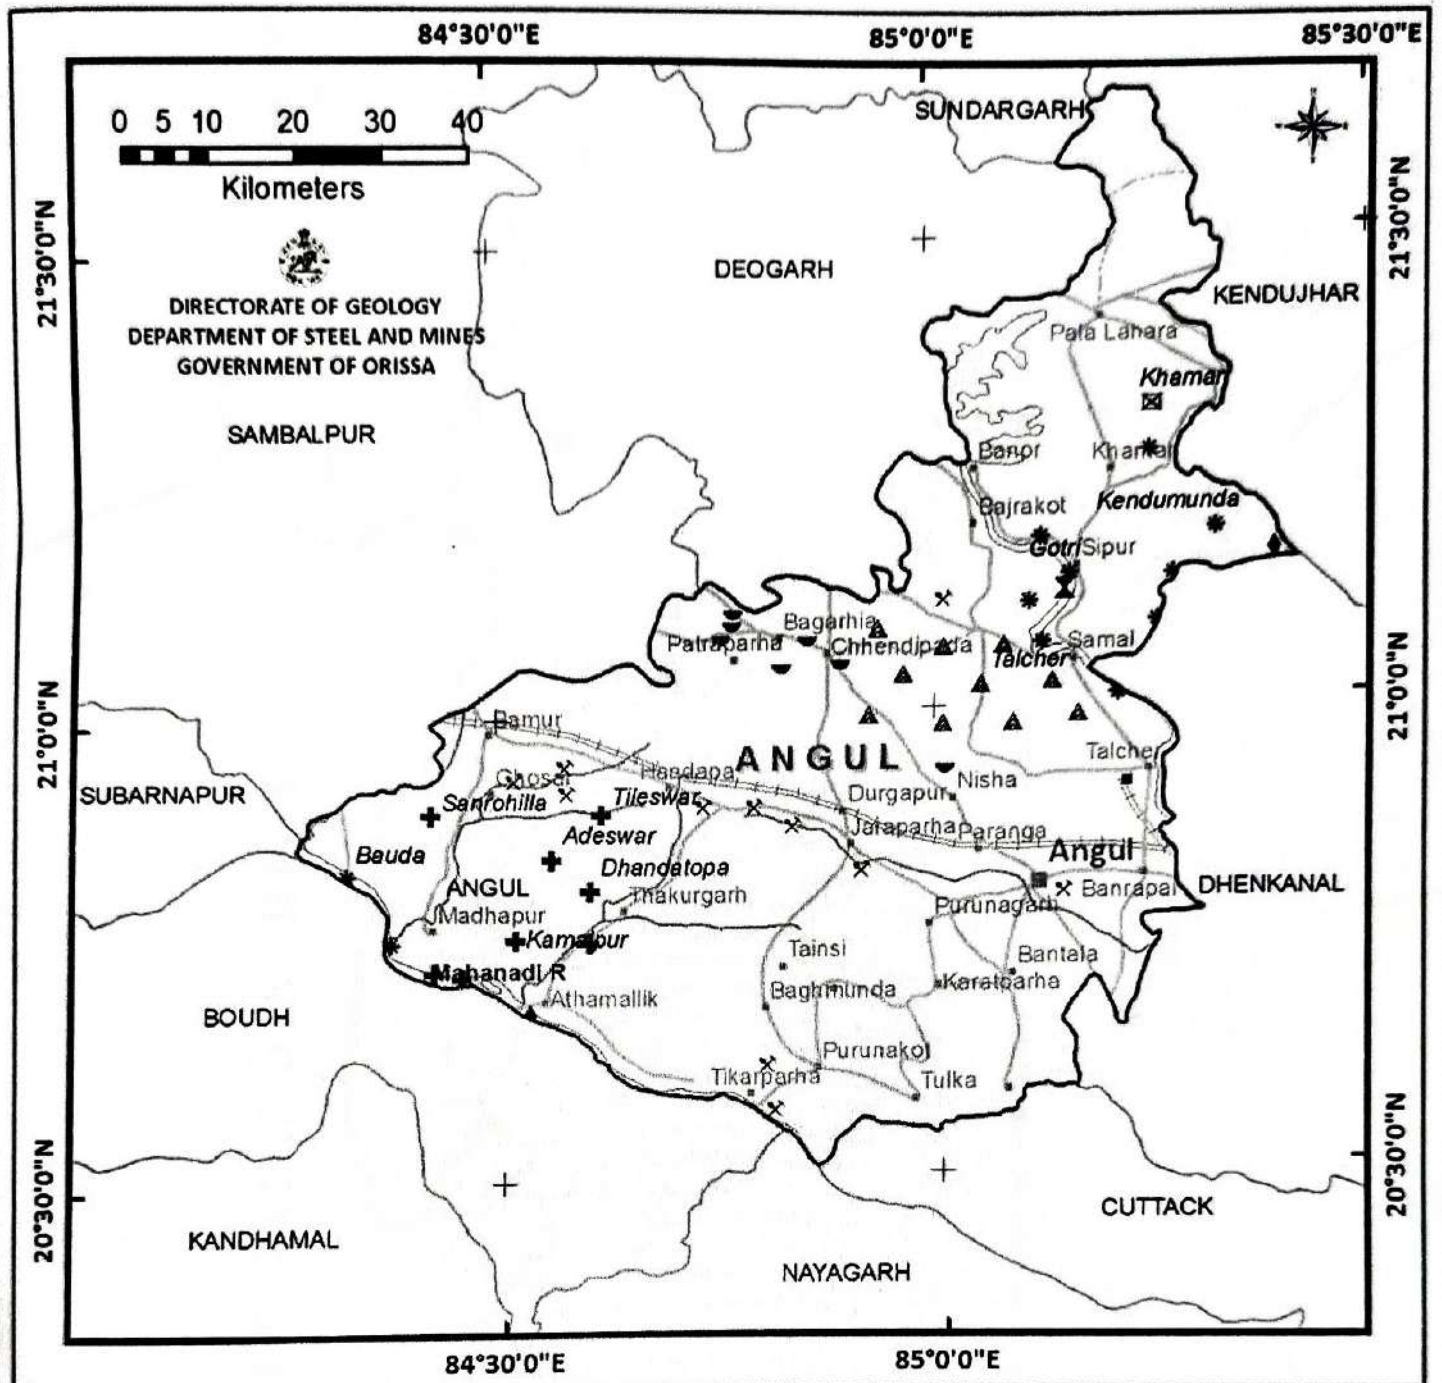 84°30'0"E
85°0'0"E
85°30'0"E
0 5 10 20 30 40
Kilometers
DIRECTORATE OF GEOLOGY
DEPARTMENT OF STEEL AND MINES
GOVERNMENT OF ORISSA
SUNDARGARH
21°30'0"N
21°30'0"N
DEOGARH
KENDUJHAR
Pala Lahara
Khamar
SAMBALPUR
Banor
Khamar
Bajrakot
Kendumunda
Gotri
Sipur
Bagarhia
Patraparha
Chhendipada
Samal
Talcher
21°0'0"N
21°0'0"N
Bamur
ANGUL
Talcher
SUBARNAPUR
Ghosar
Handapa
Nisha
Sanrohilla
Tileswar
Durgapur
Adeswar
Jaraparha
Paranga
Bauda
Dhandatopa
Angul
ANGUL
Thakurgarh
Banrapal
DHENKANAL
Madhapur
Purunagarh
Kamalpur
Tainsi
Bantala
Mahanadi R
Baghmunda
Karatparha
Athamallik
BOUDH
Purunakot
Tikarparha
Tulka
20°30'0"N
20°30'0"N
KANDHAMAL
CUTTACK
NAYAGARH
84°30'0"E
85°0'0"E